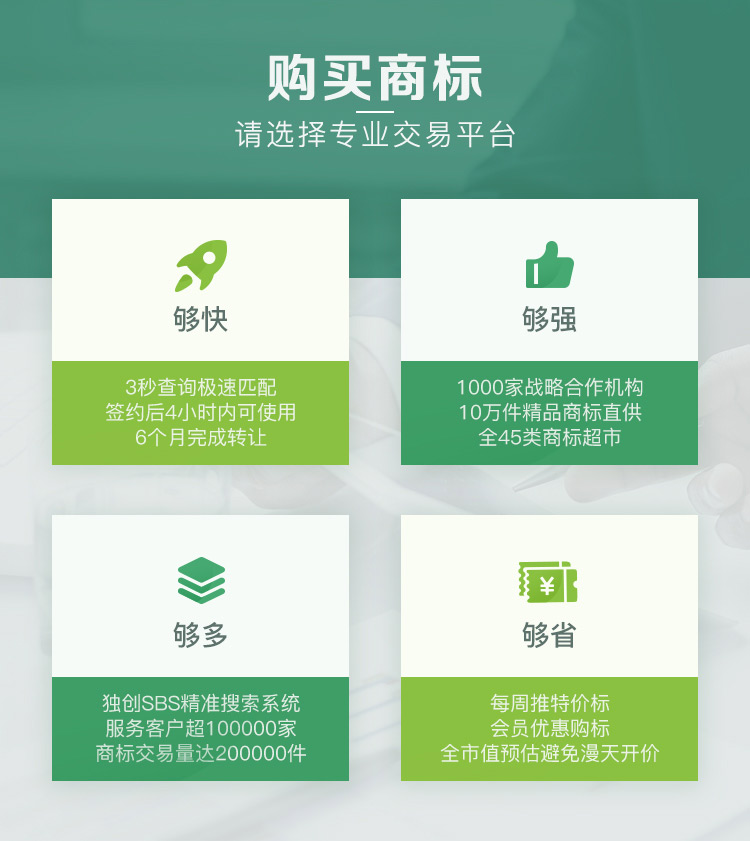 购买商标
请选择专业交易平台
够快
3秒查询极速匹配
签约后4小时内可使用
6个月完成转让
够强
1000家战略合作机构
10万件精品商标直供
全45类商标超市
够多
独创SBS精准搜索系统
服务客户超100000家
商标交易量达200000件
¥
够省
每周推特价标
会员优惠购标
全市值预估避免漫天开价